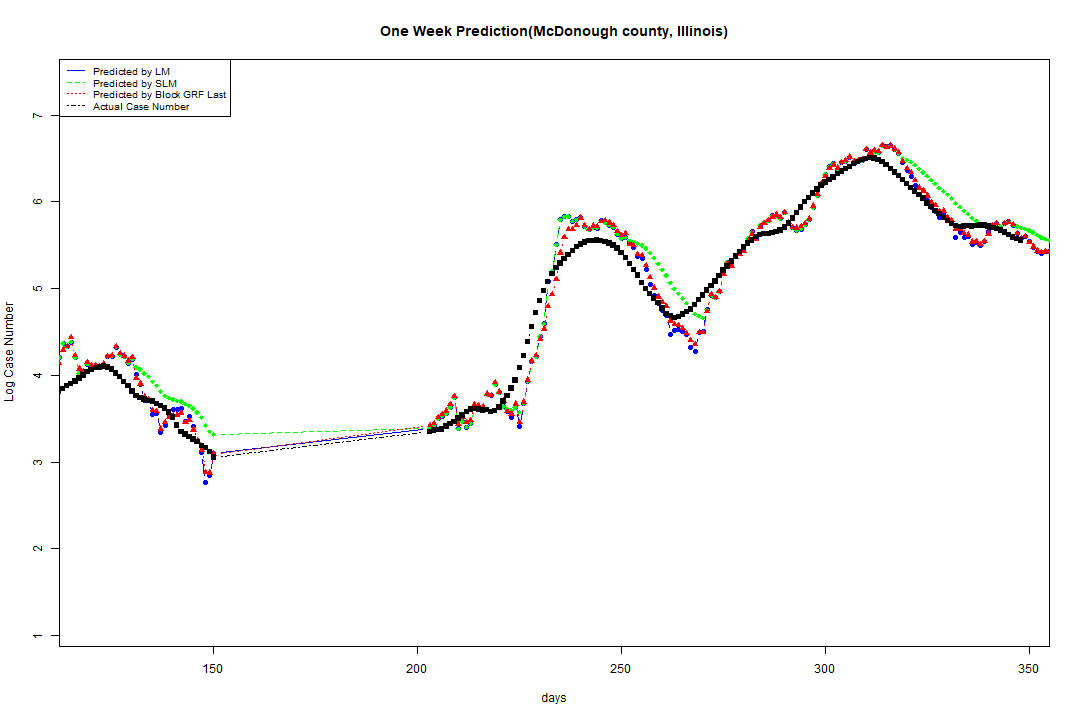 One Week Prediction(McDonough county, Illinois)
Predicted by LM
Predicted by SLM
Predicted by Block GRF Last
Actual Case Number
7
6
5
4
3
2
1
Log Case Number
150 200 250 300 350
days